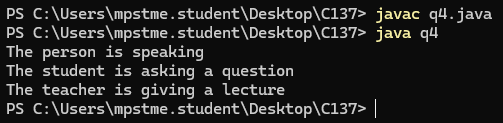 PS C:\Users\mpstme.student\Desktop\C137> javac q4.java
PS C:\Users\mpstme.student\Desktop\C137> java q4
The person is speaking
The student is asking a question
The teacher is giving a lecture
PS C:\Users\mpstme.student\Desktop\C137>